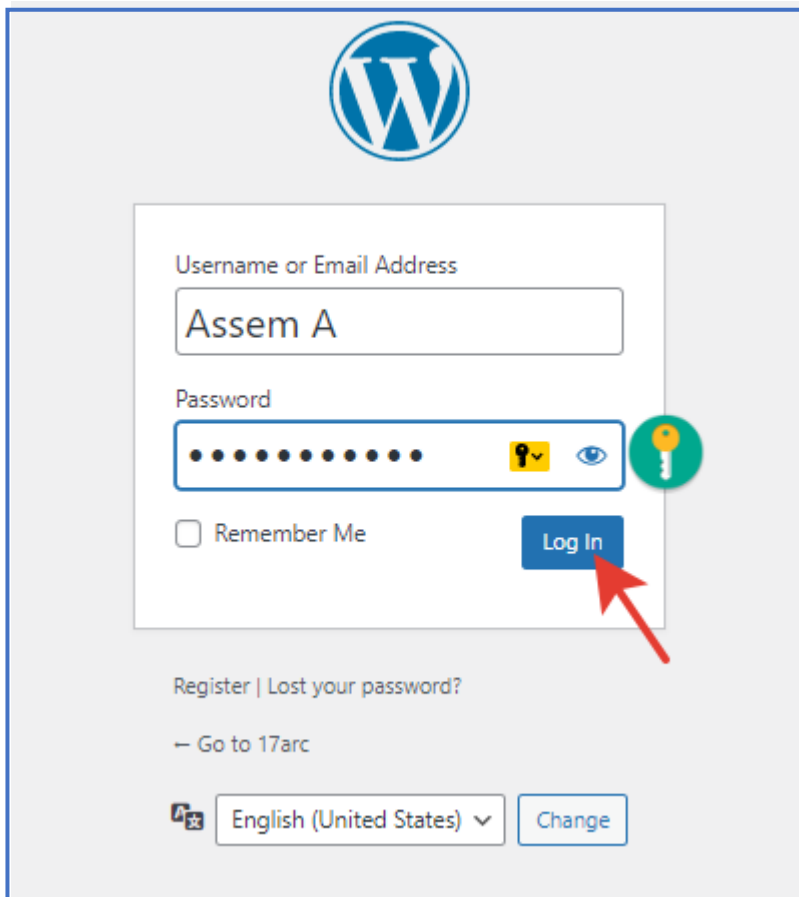 Username or Email Address
Assem A
Password
•••••••••••
Remember Me
Log In
Register | Lost your password?
← Go to 17arc
English (United States)
Change